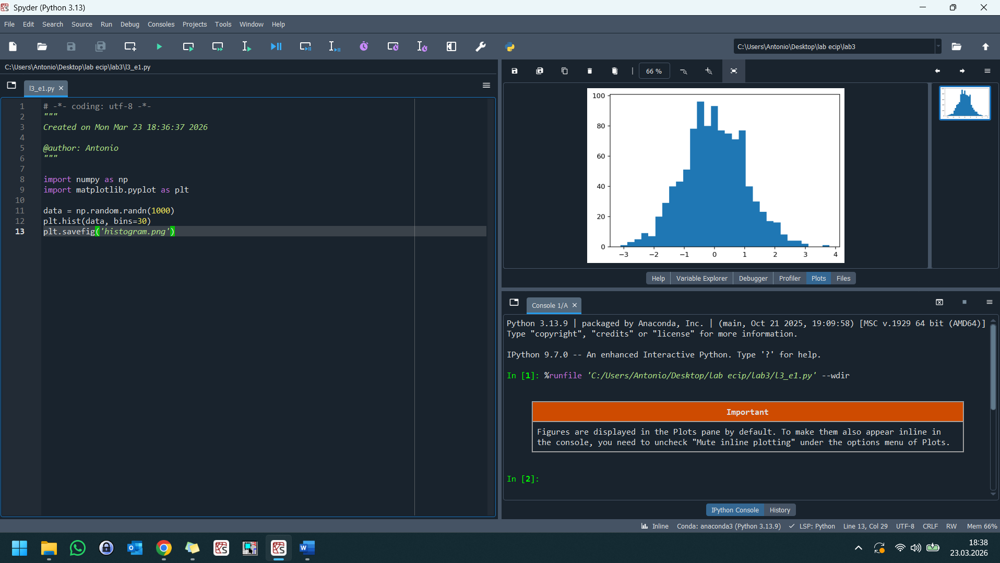 Spyder (Python 3.13)
File Edit Search Source Run Debug Consoles Projects Tools Window Help
C:\Users\Antonio\Desktop\lab ecip\lab3
C:\Users\Antonio\Desktop\lab ecip\lab3\l3_e1.py
l3_e1.py
1 # -*- coding: utf-8 -*-
2 """
3 Created on Mon Mar 23 18:36:37 2026
4
5 @author: Antonio
6 """
7
8 import numpy as np
9 import matplotlib.pyplot as plt
10
11 data = np.random.randn(1000)
12 plt.hist(data, bins=30)
13 plt.savefig('histogram.png')
66 %
100
80
60
40
20
0
−3 −2 −1 0 1 2 3 4
Help Variable Explorer Debugger Profiler Plots Files
Console 1/A
Python 3.13.9 | packaged by Anaconda, Inc. | (main, Oct 21 2025, 19:09:58) [MSC v.1929 64 bit (AMD64)]
Type "copyright", "credits" or "license" for more information.
IPython 9.7.0 -- An enhanced Interactive Python. Type '?' for help.
In [1]: %runfile 'C:/Users/Antonio/Desktop/lab ecip/lab3/l3_e1.py' --wdir
Important
Figures are displayed in the Plots pane by default. To make them also appear inline in
the console, you need to uncheck "Mute inline plotting" under the options menu of Plots.
In [2]:
IPython Console History
Inline Conda: anaconda3 (Python 3.13.9) LSP: Python Line 13, Col 29 UTF-8 CRLF RW Mem 66%
18:38
23.03.2026